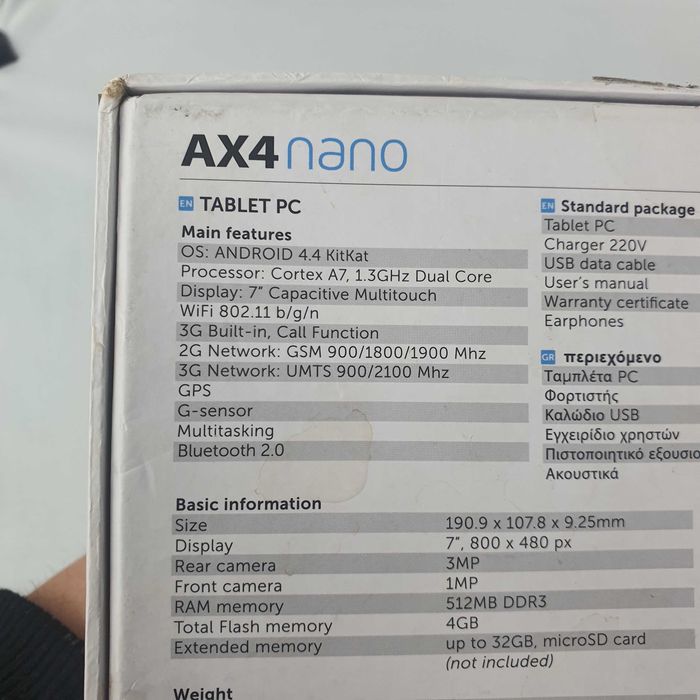 AX4nano
EN TABLET PC
Main features
OS: ANDROID 4.4 KitKat
Processor: Cortex A7, 1.3GHz Dual Core
Display: 7” Capacitive Multitouch
WiFi 802.11 b/g/n
3G Built-in, Call Function
2G Network: GSM 900/1800/1900 Mhz
3G Network: UMTS 900/2100 Mhz
GPS
G-sensor
Multitasking
Bluetooth 2.0
EN Standard package
Tablet PC
Charger 220V
USB data cable
User's manual
Warranty certificate
Earphones
GR περιεχόμενο
Ταμπλέτα PC
Φορτιστής
Καλώδιο USB
Εγχειρίδιο χρηστών
Πιστοποιητικό εξουσιο
Ακουστικά
Basic information
Size 190.9 x 107.8 x 9.25mm
Display 7”, 800 x 480 px
Rear camera 3MP
Front camera 1MP
RAM memory 512MB DDR3
Total Flash memory 4GB
Extended memory up to 32GB, microSD card
(not included)
Weight